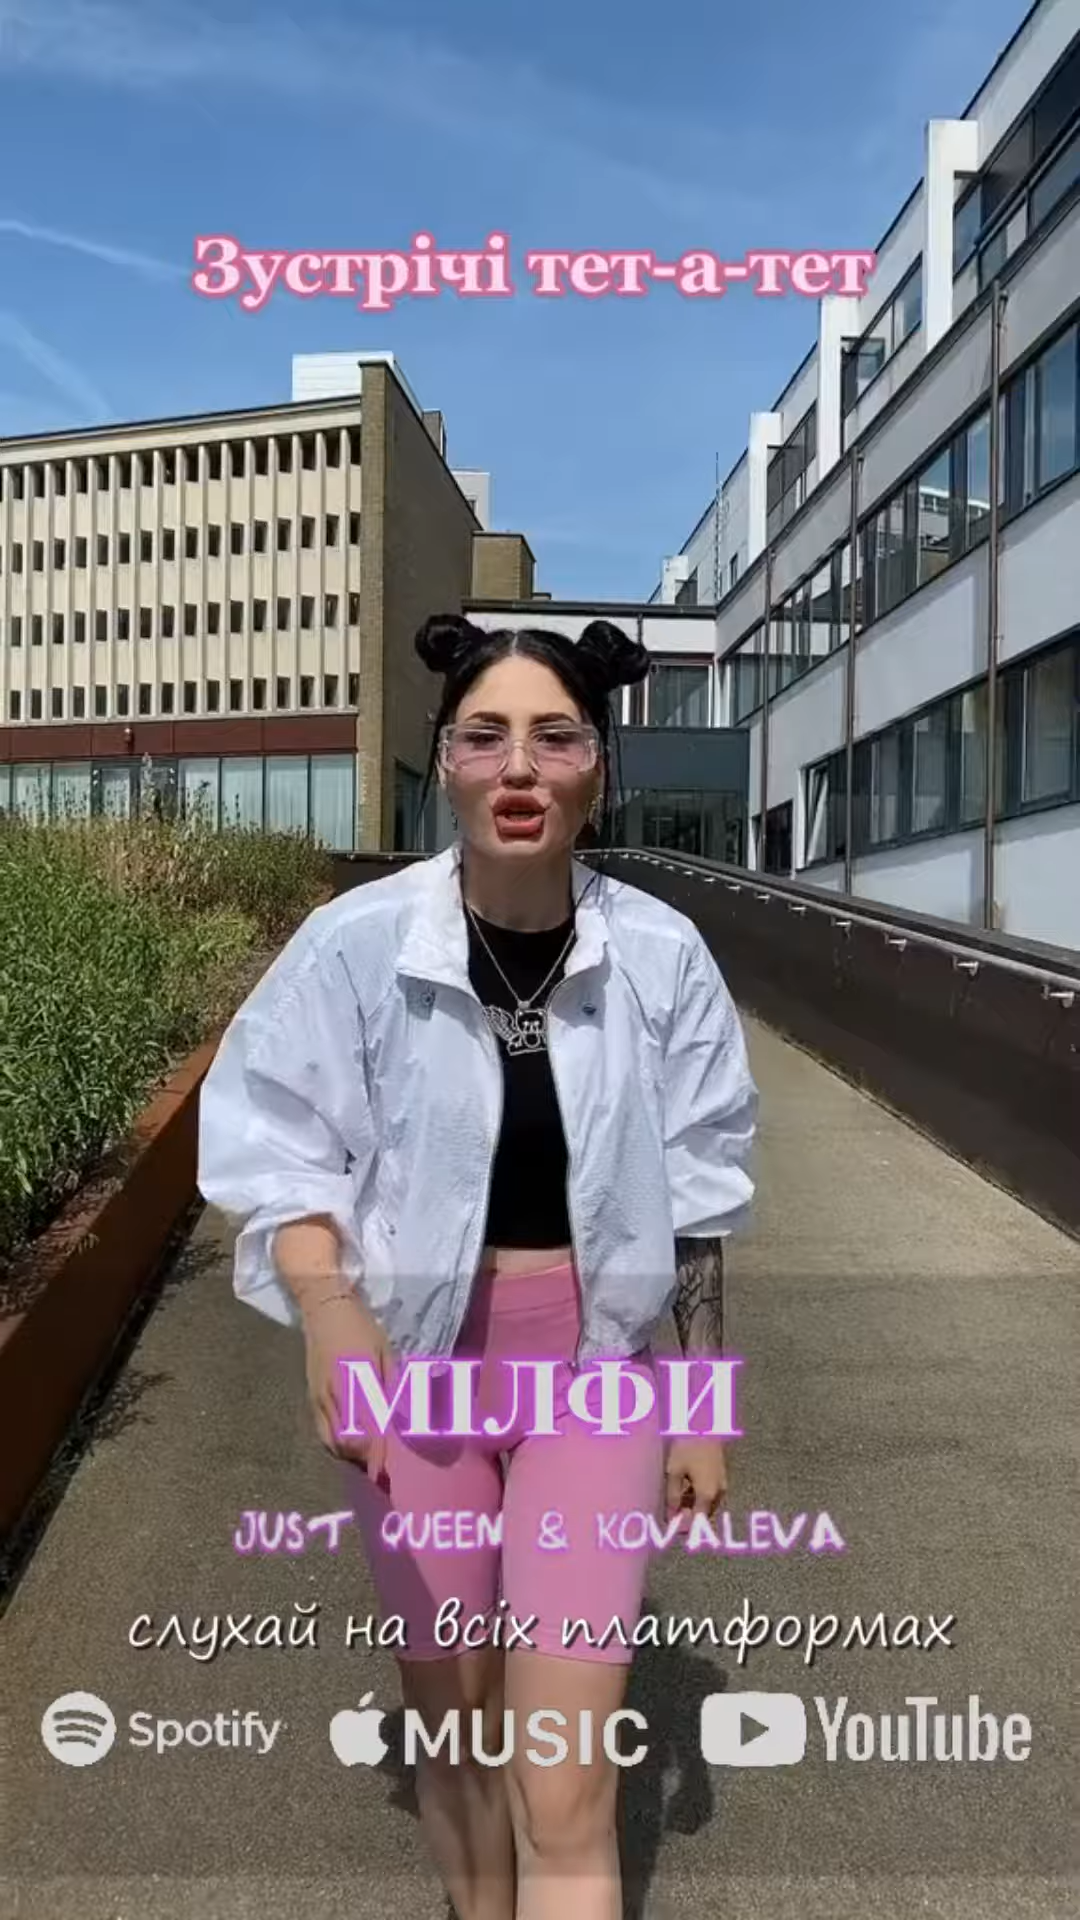 Зустрічі тет-а-тет
МІЛФИ
JUST QUEEN & KOVALEVA
слухай на всіх платформах
Spotify MUSIC YouTube